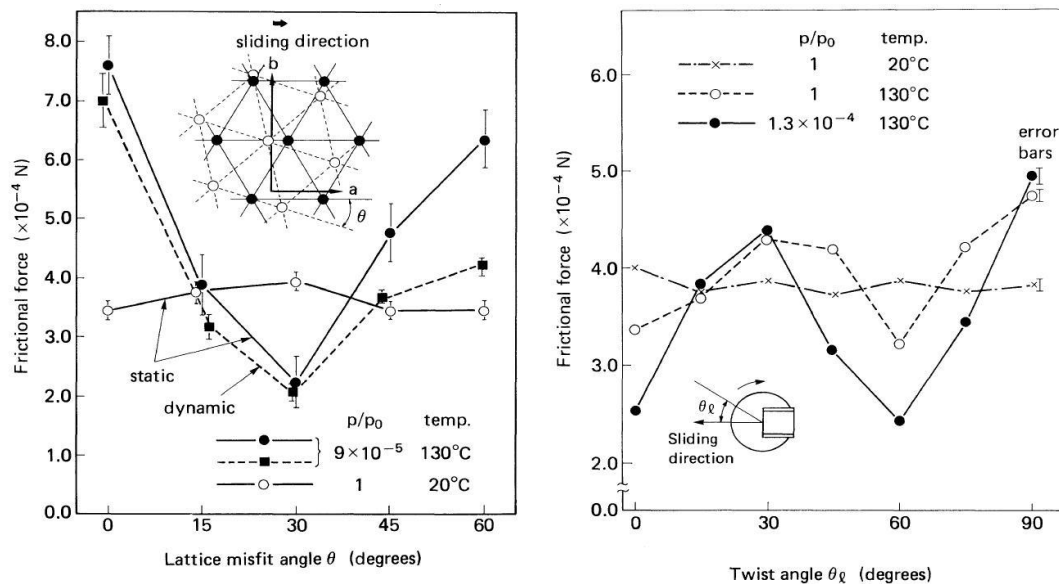 Frictional force (×10⁻⁴ N)
8.0
7.0
6.0
5.0
4.0
3.0
2.0
1.0
0.0
0
15
30
45
60
Lattice misfit angle θ (degrees)
sliding direction
b
a
θ
static
dynamic
p/p₀ temp.
9×10⁻⁵ 130°C
1 20°C
Frictional force (×10⁻⁴ N)
6.0
5.0
4.0
3.0
2.0
0.0
0
30
60
90
Twist angle θℓ (degrees)
p/p₀ temp.
1 20°C
1 130°C
1.3×10⁻⁴ 130°C
error
bars
θℓ
Sliding
direction